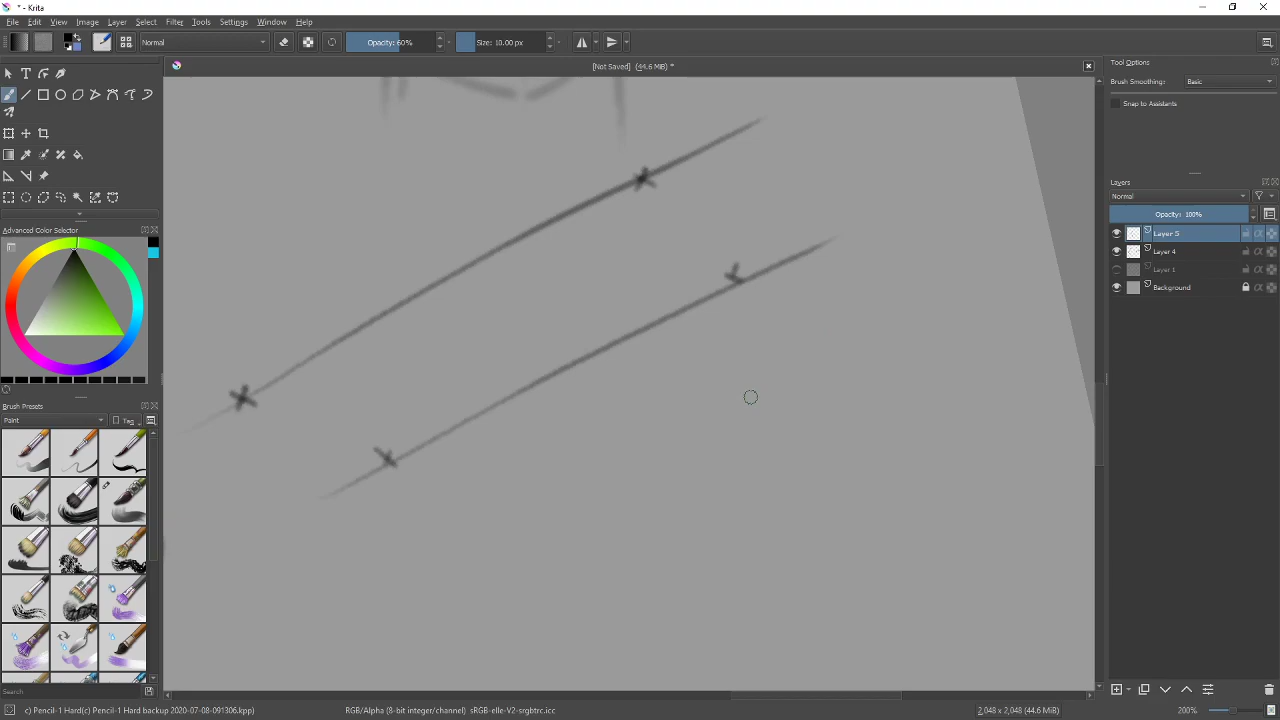 * - Krita
File Edit View Image Layer Select Filter Tools Settings Window Help
Normal Opacity: 60% Size: 10.00 px
[Not Saved] (44.6 MiB) *
Tool Options
Brush Smoothing: Basic
Snap to Assistants
Layers
Normal
Opacity: 100%
Layer 5
Layer 4
Layer 1
Background
Advanced Color Selector
Brush Presets
Paint Tag
Search
c) Pencil-1 Hard(c) Pencil-1 Hard backup 2020-07-08-091306.kpp) RGB/Alpha (8-bit integer/channel) sRGB-elle-V2-srgbtrc.icc 2,048 x 2,048 (44.6 MiB) 200%